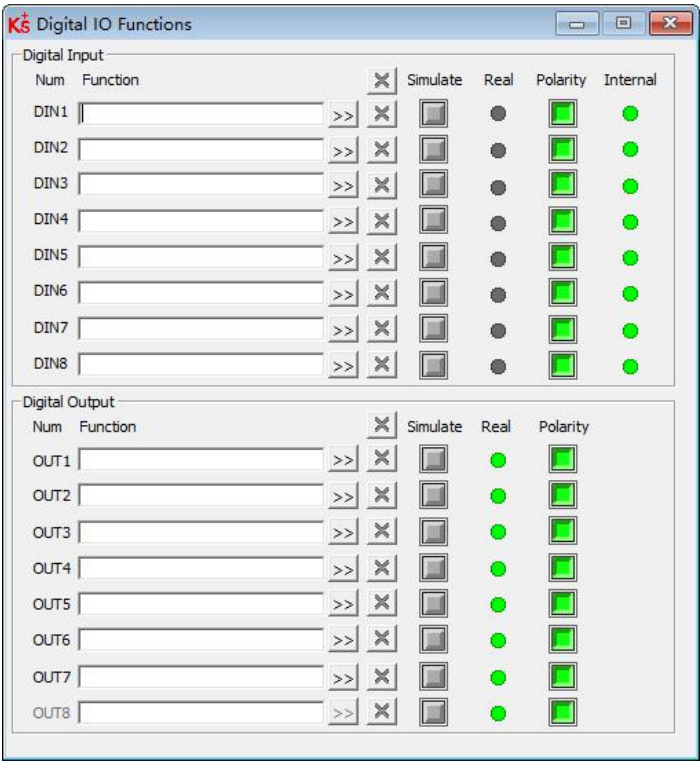 Digital IO Functions
Digital Input
Num Function Simulate Real Polarity Internal
DIN1 >>
DIN2 >>
DIN3 >>
DIN4 >>
DIN5 >>
DIN6 >>
DIN7 >>
DIN8 >>
Digital Output
Num Function Simulate Real Polarity
OUT1 >>
OUT2 >>
OUT3 >>
OUT4 >>
OUT5 >>
OUT6 >>
OUT7 >>
OUT8 >>